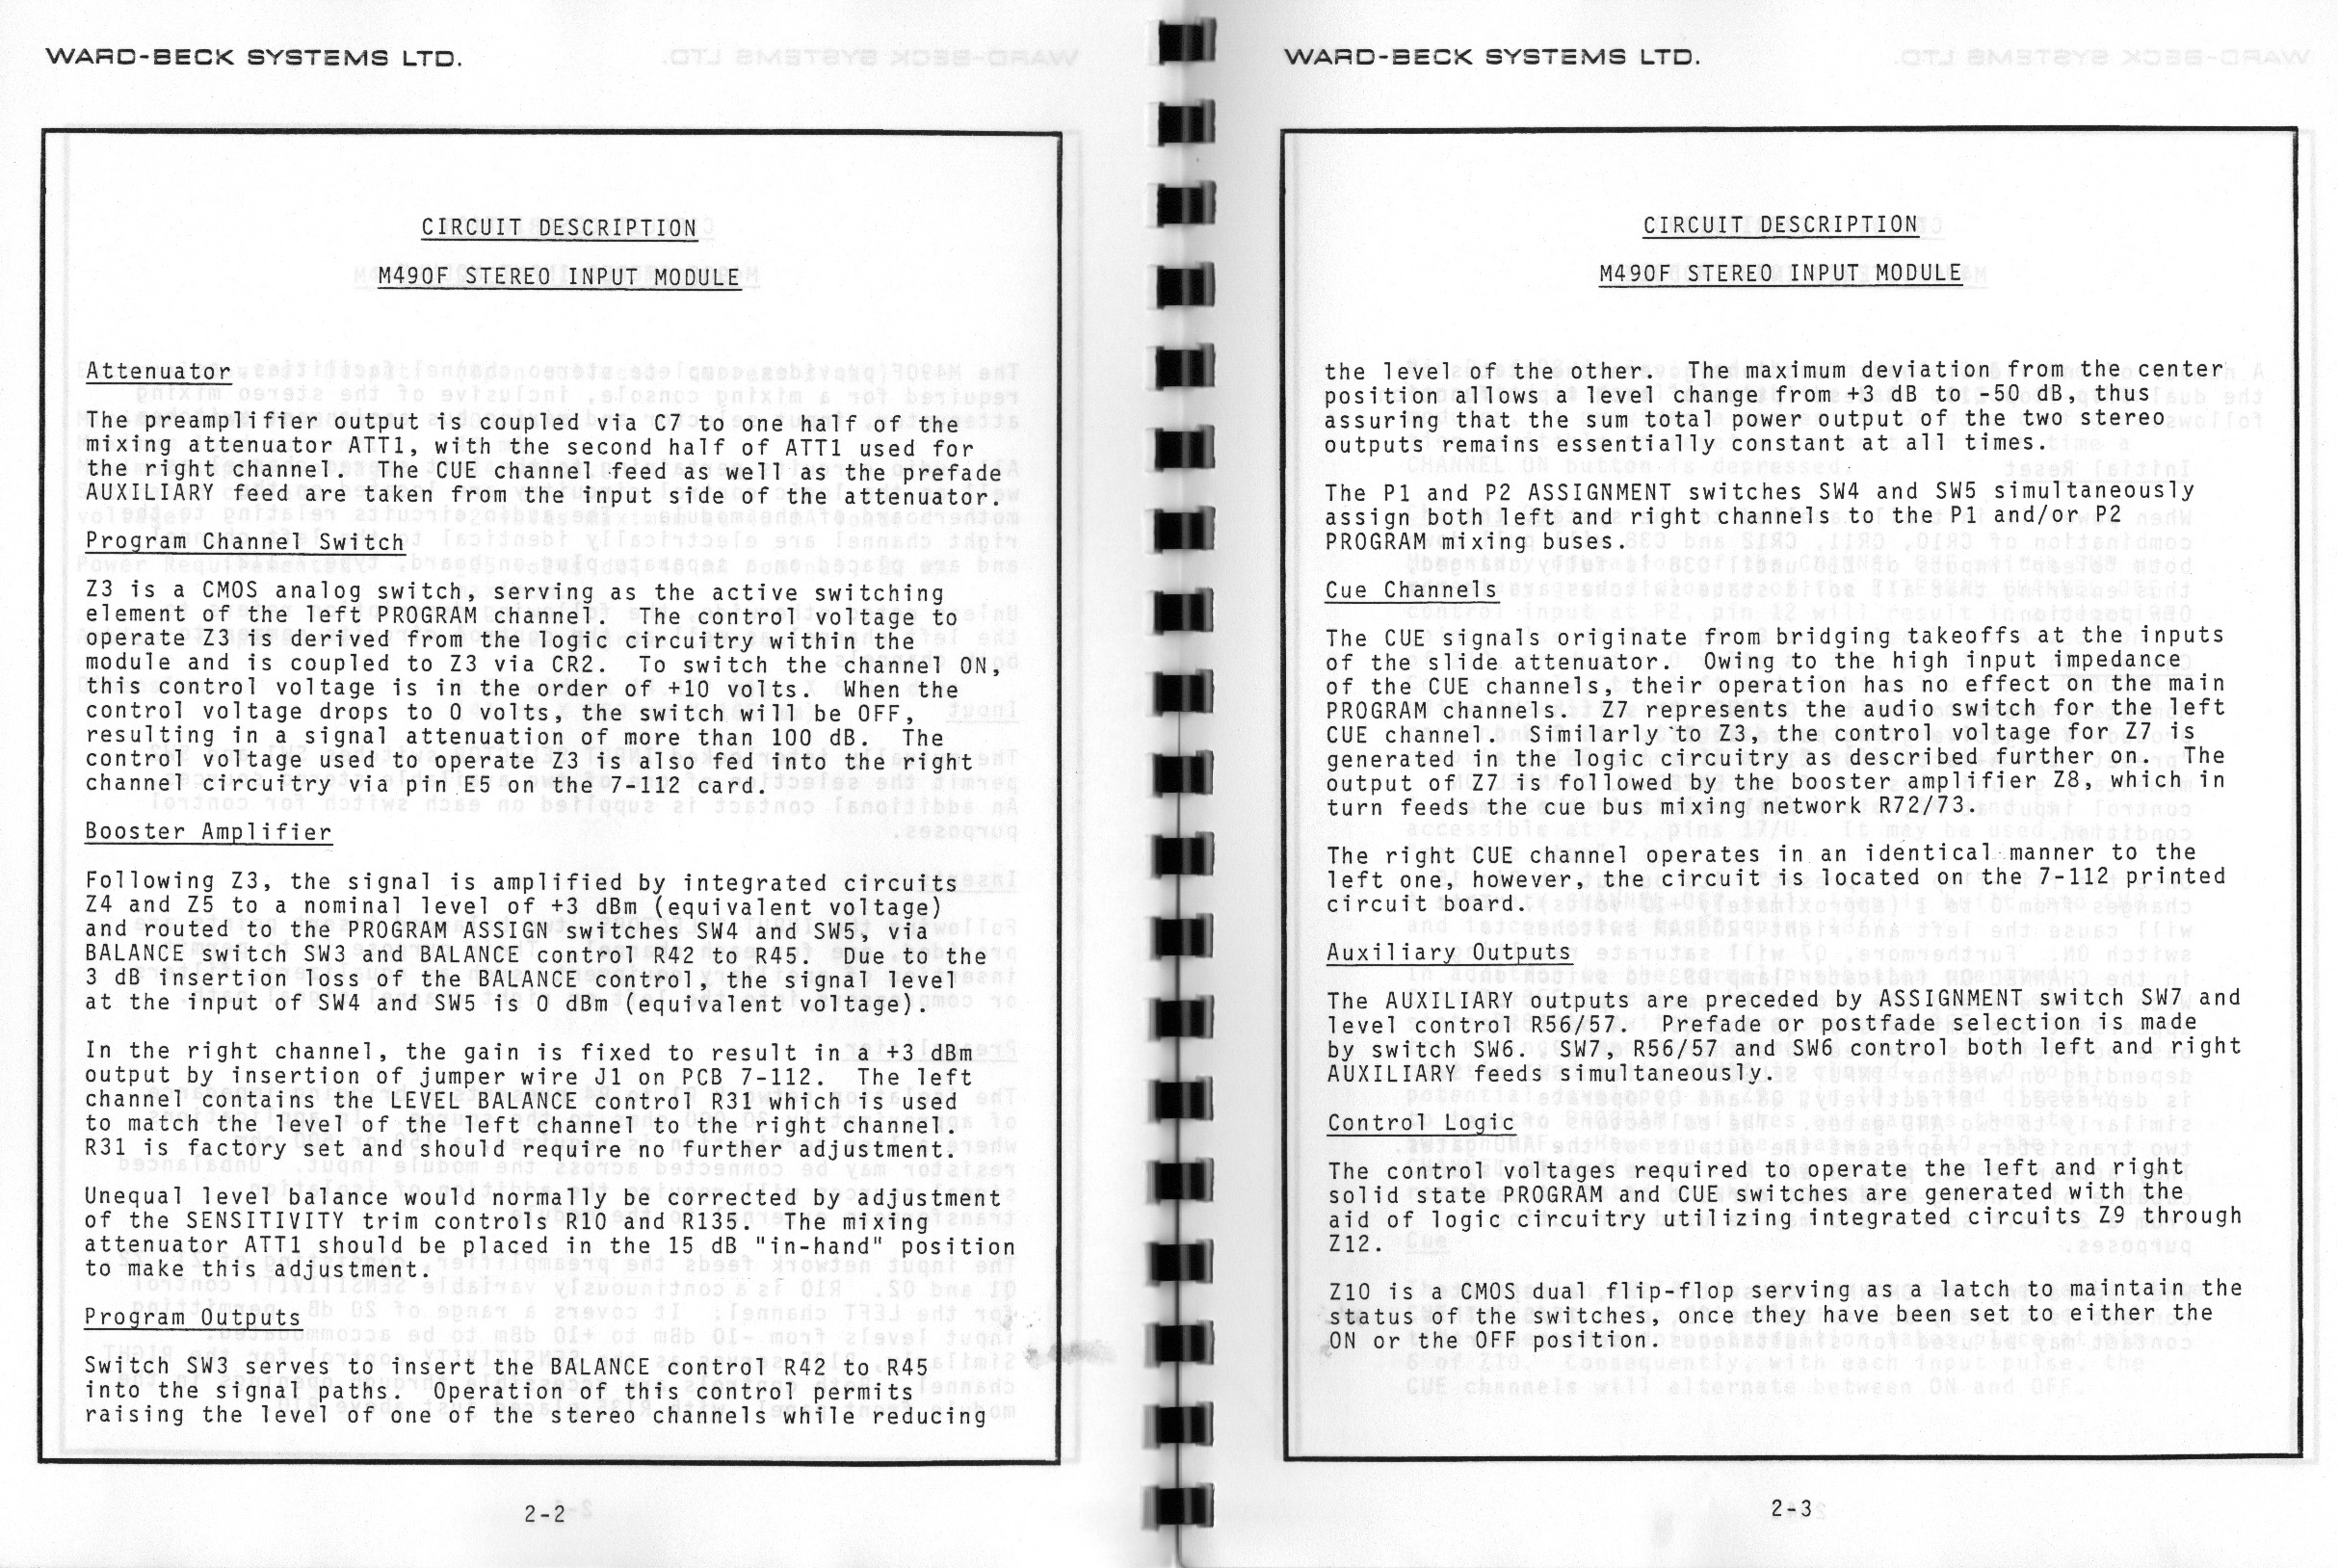 WARD-BECK SYSTEMS LTD.
CIRCUIT DESCRIPTION
M490F STEREO INPUT MODULE
Attenuator
The preamplifier output is coupled via C7 to one half of the
mixing attenuator ATT1, with the second half of ATT1 used for
the right channel. The CUE channel feed as well as the prefade
AUXILIARY feed are taken from the input side of the attenuator.
Program Channel Switch
Z3 is a CMOS analog switch, serving as the active switching
element of the left PROGRAM channel. The control voltage to
operate Z3 is derived from the logic circuitry within the
module and is coupled to Z3 via CR2. To switch the channel ON,
this control voltage is in the order of +10 volts. When the
control voltage drops to 0 volts, the switch will be OFF,
resulting in a signal attenuation of more than 100 dB. The
control voltage used to operate Z3 is also fed into the right
channel circuitry via pin E5 on the 7-112 card.
Booster Amplifier
Following Z3, the signal is amplified by integrated circuits
Z4 and Z5 to a nominal level of +3 dBm (equivalent voltage)
and routed to the PROGRAM ASSIGN switches SW4 and SW5, via
BALANCE switch SW3 and BALANCE control R42 to R45. Due to the
3 dB insertion loss of the BALANCE control, the signal level
at the input of SW4 and SW5 is 0 dBm (equivalent voltage).
In the right channel, the gain is fixed to result in a +3 dBm
output by insertion of jumper wire J1 on PCB 7-112. The left
channel contains the LEVEL BALANCE control R31 which is used
to match the level of the left channel to the right channel.
R31 is factory set and should require no further adjustment.
Unequal level balance would normally be corrected by adjustment
of the SENSITIVITY trim controls R10 and R135. The mixing
attenuator ATT1 should be placed in the 15 dB "in-hand" position
to make this adjustment.
Program Outputs
Switch SW3 serves to insert the BALANCE control R42 to R45
into the signal paths. Operation of this control permits
raising the level of one of the stereo channels while reducing
2-2
WARD-BECK SYSTEMS LTD.
CIRCUIT DESCRIPTION
M490F STEREO INPUT MODULE
the level of the other. The maximum deviation from the center
position allows a level change from +3 dB to -50 dB, thus
assuring that the sum total power output of the two stereo
outputs remains essentially constant at all times.
The P1 and P2 ASSIGNMENT switches SW4 and SW5 simultaneously
assign both left and right channels to the P1 and/or P2
PROGRAM mixing buses.
Cue Channels
The CUE signals originate from bridging takeoffs at the inputs
of the slide attenuator. Owing to the high input impedance
of the CUE channels, their operation has no effect on the main
PROGRAM channels. Z7 represents the audio switch for the left
CUE channel. Similarly to Z3, the control voltage for Z7 is
generated in the logic circuitry as described further on. The
output of Z7 is followed by the booster amplifier Z8, which in
turn feeds the cue bus mixing network R72/73.
The right CUE channel operates in an identical manner to the
left one, however, the circuit is located on the 7-112 printed
circuit board.
Auxiliary Outputs
The AUXILIARY outputs are preceded by ASSIGNMENT switch SW7 and
level control R56/57. Prefade or postfade selection is made
by switch SW6. SW7, R56/57 and SW6 control both left and right
AUXILIARY feeds simultaneously.
Control Logic
The control voltages required to operate the left and right
solid state PROGRAM and CUE switches are generated with the
aid of logic circuitry utilizing integrated circuits Z9 through
Z12.
Z10 is a CMOS dual flip-flop serving as a latch to maintain the
status of the switches, once they have been set to either the
ON or the OFF position.
2-3